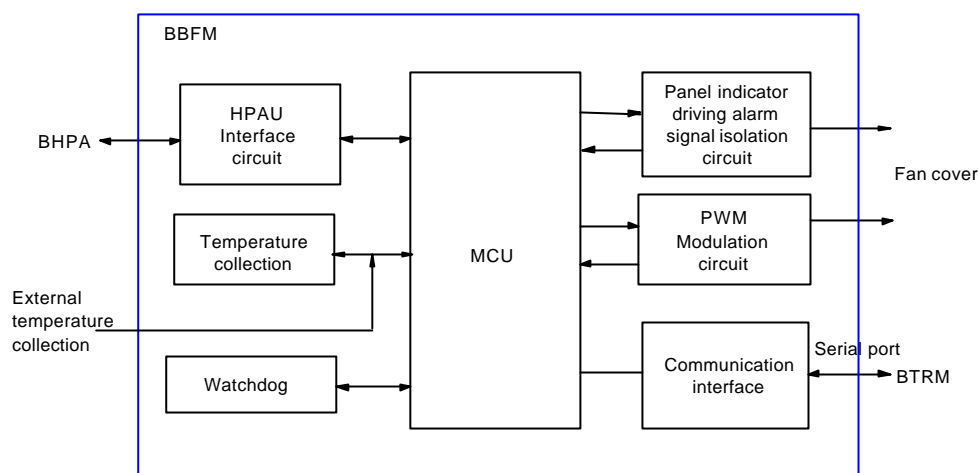 BBFM
HPAU
Interface
circuit
BHPA
Temperature
collection
External
temperature
collection
Watchdog
MCU
Panel indicator
driving alarm
signal isolation
circuit
Fan cover
PWM
Modulation
circuit
Communication
interface
Serial port
BTRM